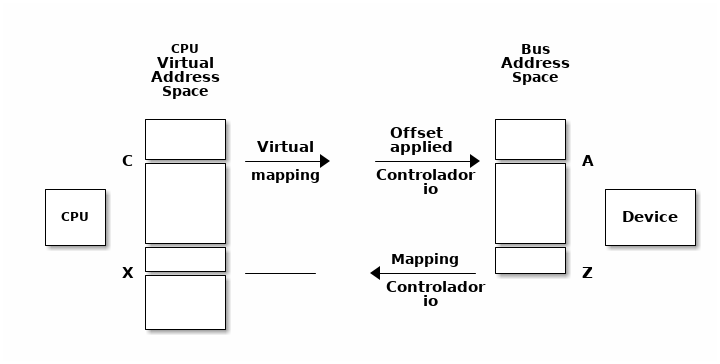 CPU
Virtual
Address
Space
Bus
Address
Space
Virtual
mapping
Offset
applied
Controlador
io
C
A
CPU
Device
X
Mapping
Controlador
io
Z